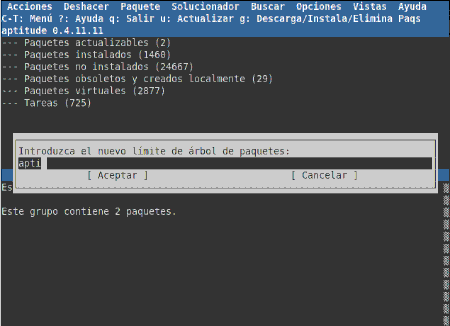 Acciones Deshacer Paquete Solucionador Buscar Opciones Vistas Ayuda
C-T: Menú ?: Ayuda q: Salir u: Actualizar g: Descarga/Instala/Elimina Paqs
aptitude 0.4.11.11
--- Paquetes actualizables (2)
--- Paquetes instalados (1460)
--- Paquetes no instalados (24667)
--- Paquetes obsoletos y creados localmente (29)
--- Paquetes virtuales (2877)
--- Tareas (725)
Introduzca el nuevo límite de árbol de paquetes:
apti
[ Aceptar ] [ Cancelar ]
Es
Este grupo contiene 2 paquetes.